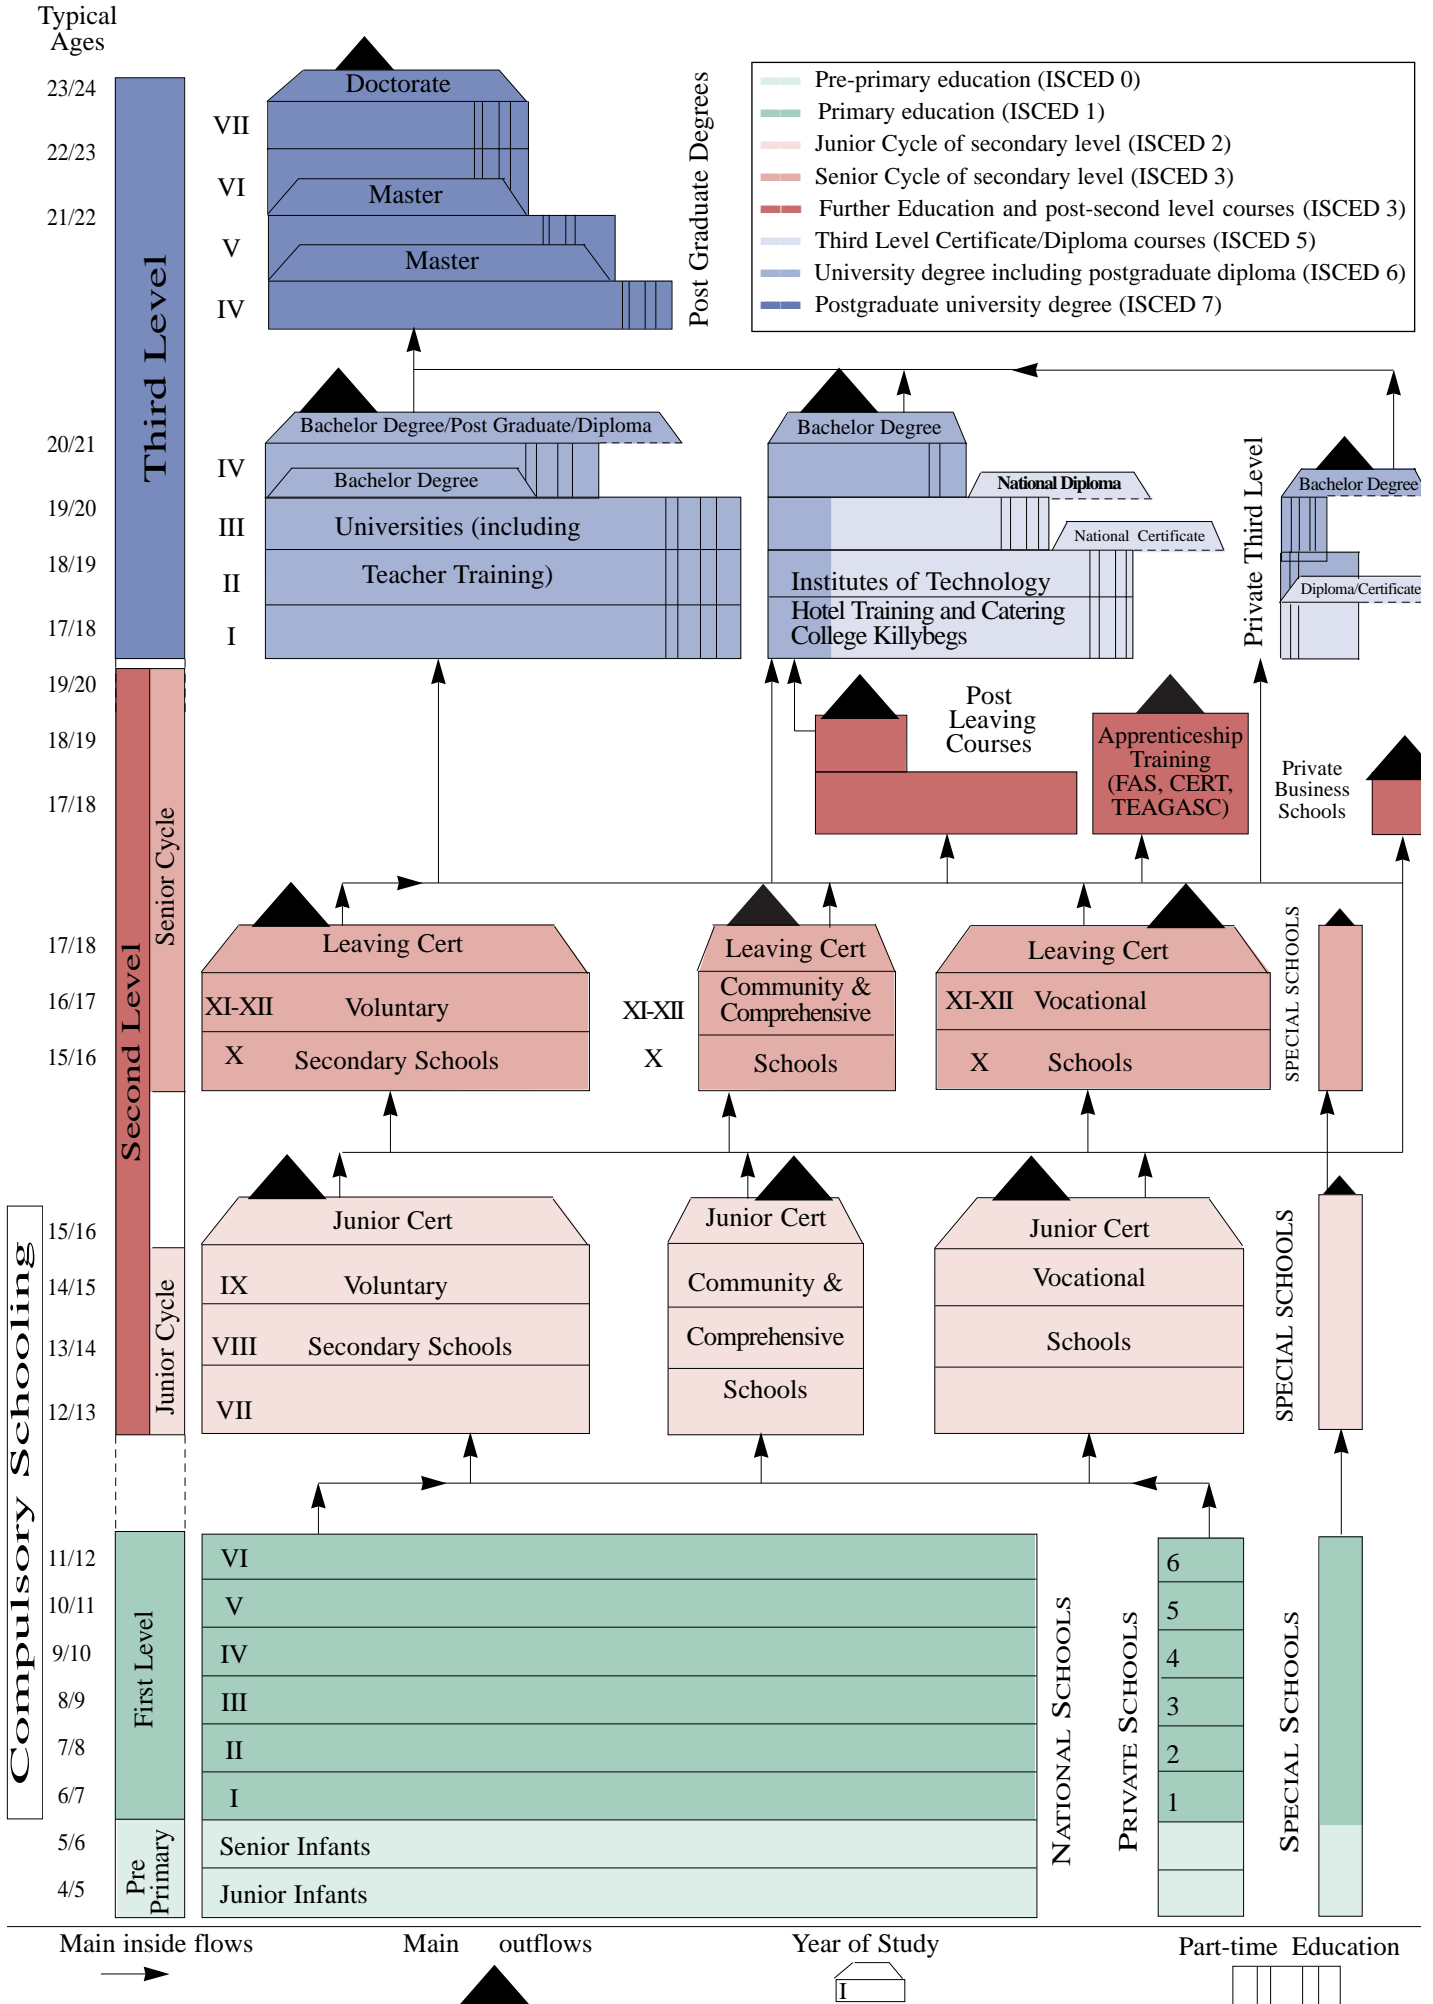 Typical
Ages
23/24
22/23
21/22
20/21
19/20
18/19
17/18
19/20
18/19
17/18
17/18
16/17
15/16
15/16
14/15
13/14
12/13
11/12
10/11
9/10
8/9
7/8
6/7
5/6
4/5
Compulsory Schooling
Third Level
Second Level
Senior Cycle
Junior Cycle
First Level
Pre
Primary
Doctorate
VII
VI
Master
V
Master
IV
Post Graduate Degrees
Pre-primary education (ISCED 0)
Primary education (ISCED 1)
Junior Cycle of secondary level (ISCED 2)
Senior Cycle of secondary level (ISCED 3)
Further Education and post-second level courses (ISCED 3)
Third Level Certificate/Diploma courses (ISCED 5)
University degree including postgraduate diploma (ISCED 6)
Postgraduate university degree (ISCED 7)
Bachelor Degree/Post Graduate/Diploma
IV
Bachelor Degree
III
Universities (including
II
Teacher Training)
I
Bachelor Degree
National Diploma
National Certificate
Institutes of Technology
Hotel Training and Catering
College Killybegs
Private Third Level
Bachelor Degree
Diploma/Certificate
Post
Leaving
Courses
Apprenticeship
Training
(FAS, CERT,
TEAGASC)
Private
Business
Schools
Leaving Cert
XI-XII Voluntary
X Secondary Schools
Leaving Cert
XI-XII
Community &
Comprehensive
X
Schools
Leaving Cert
XI-XII Vocational
X Schools
SPECIAL SCHOOLS
Junior Cert
IX Voluntary
VIII Secondary Schools
VII
Junior Cert
Community &
Comprehensive
Schools
Junior Cert
Vocational
Schools
SPECIAL SCHOOLS
VI
V
IV
III
II
I
Senior Infants
Junior Infants
NATIONAL SCHOOLS
PRIVATE SCHOOLS
6
5
4
3
2
1
SPECIAL SCHOOLS
Main inside flows
Main outflows
Year of Study
I
Part-time Education